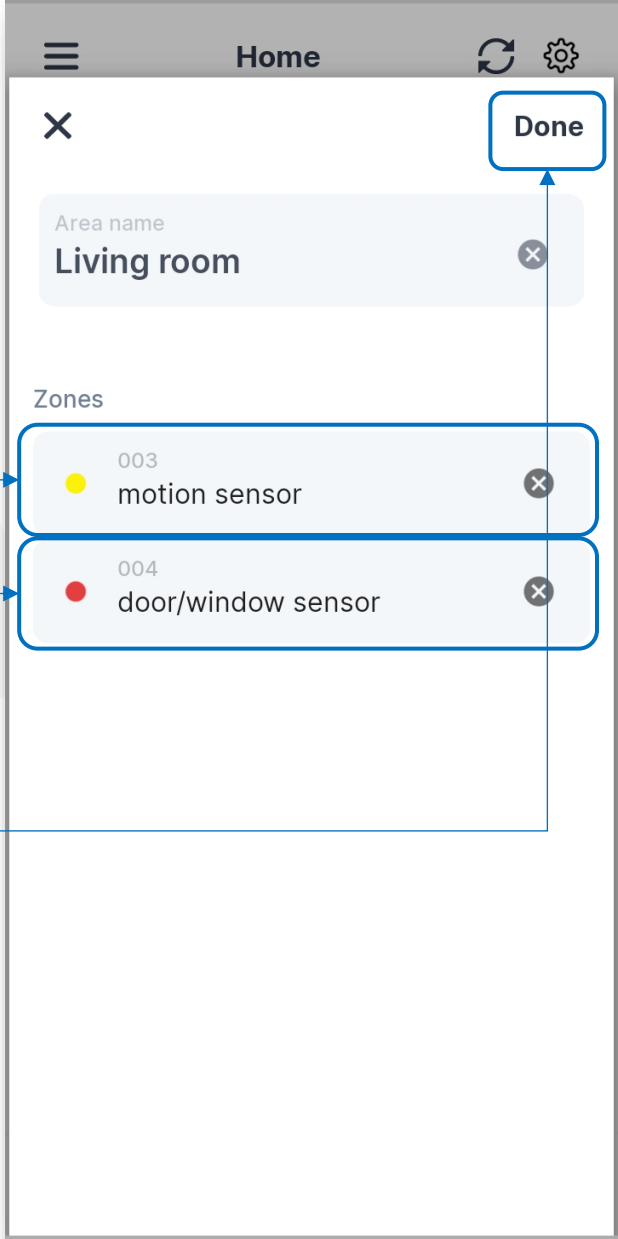 Home
Done
Area name
Living room
Zones
003
motion sensor
004
door/window sensor